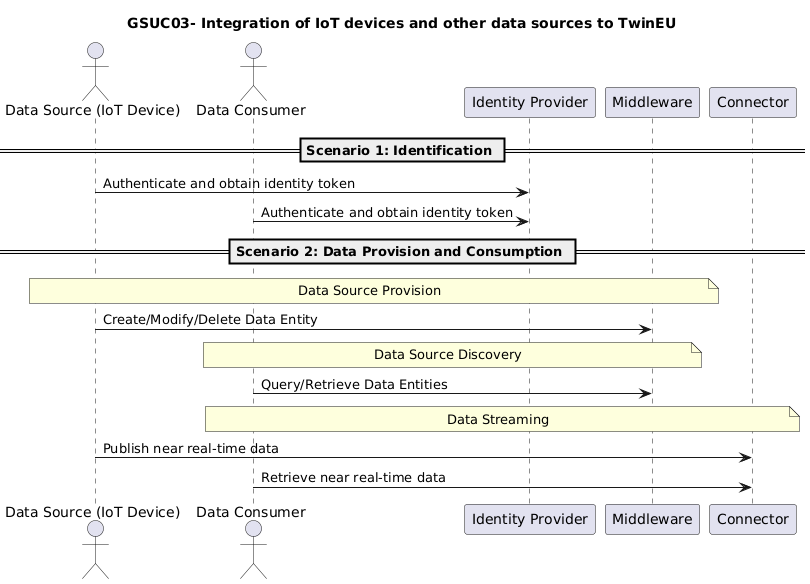 GSUC03- Integration of IoT devices and other data sources to TwinEU
Data Source (IoT Device) Data Consumer Identity Provider Middleware Connector
Scenario 1: Identification
Authenticate and obtain identity token
Authenticate and obtain identity token
Scenario 2: Data Provision and Consumption
Data Source Provision
Create/Modify/Delete Data Entity
Data Source Discovery
Query/Retrieve Data Entities
Data Streaming
Publish near real-time data
Retrieve near real-time data
Data Source (IoT Device) Data Consumer Identity Provider Middleware Connector